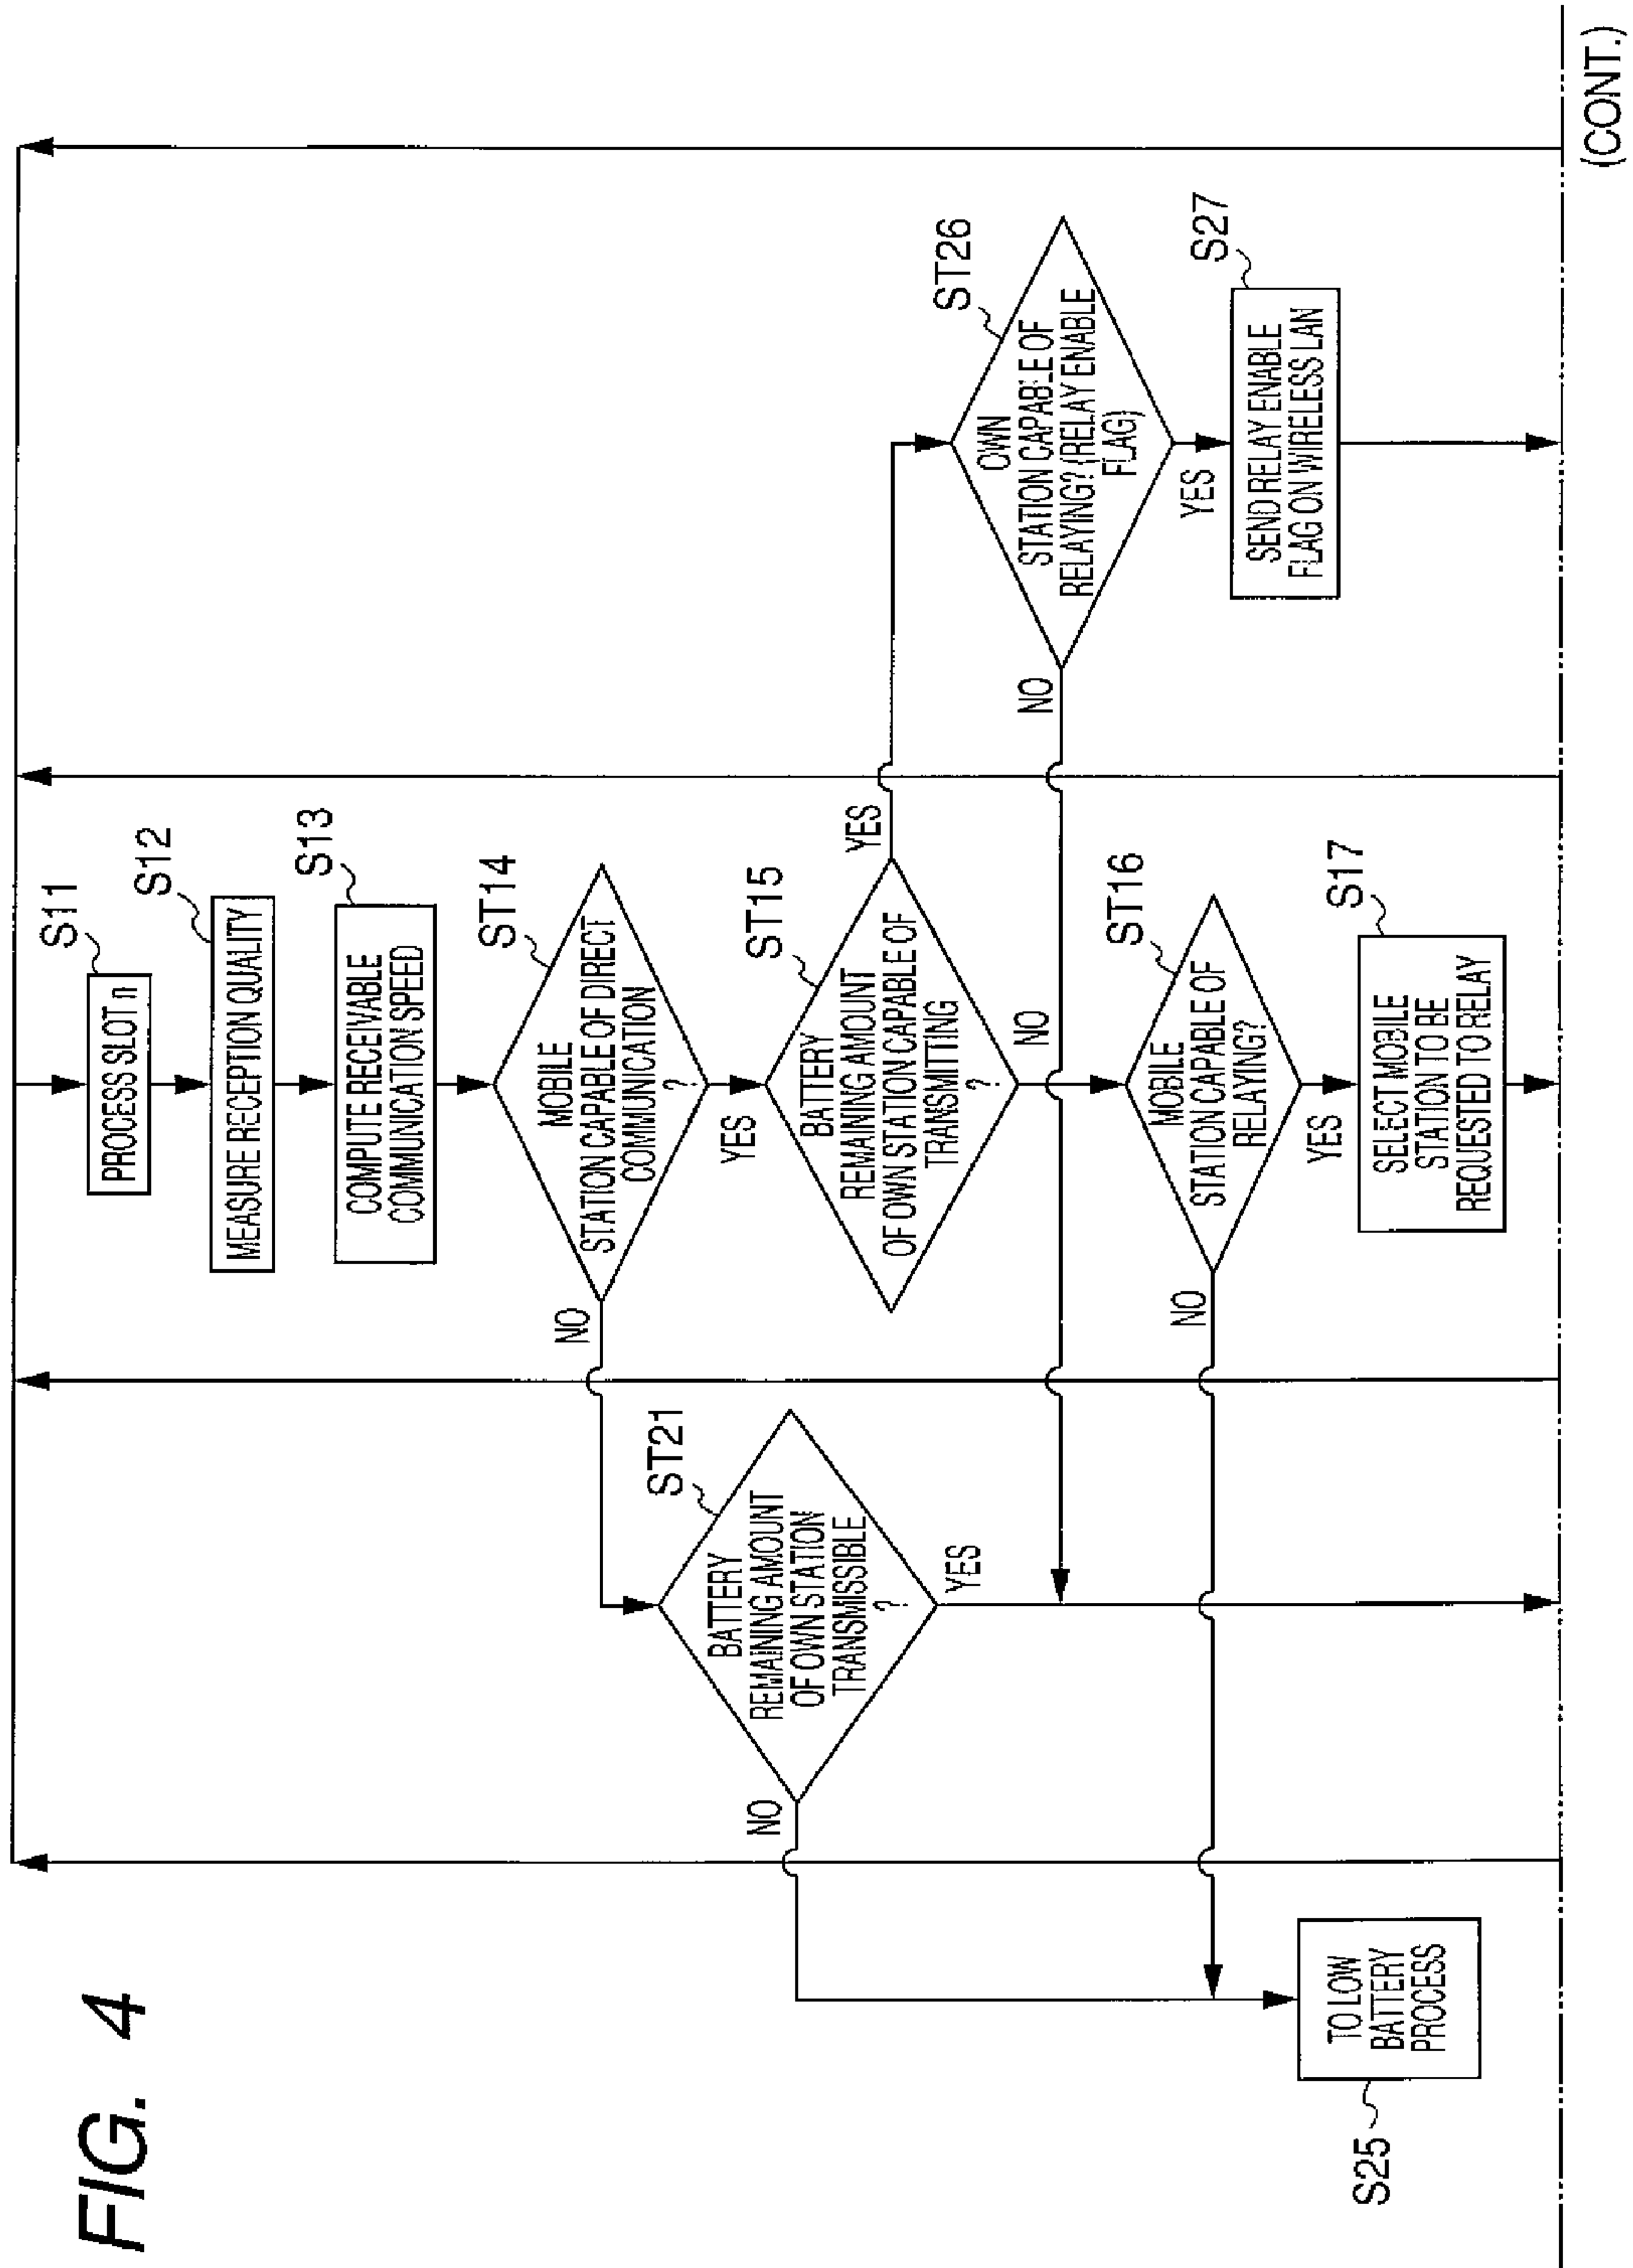 FIG. 4
S11
PROCESS SLOT n
S12
MEASURE RECEPTION QUALITY
S13
COMPUTE RECEIVABLE
COMMUNICATION SPEED
ST14
MOBILE
STATION CAPABLE OF DIRECT
COMMUNICATION
?
NO
YES
ST21
BATTERY
REMAINING AMOUNT
OF OWN STATION
TRANSMISSIBLE
?
NO
YES
ST15
BATTERY
REMAINING AMOUNT
OF OWN STATION CAPABLE OF
TRANSMITTING
?
YES
NO
ST26
OWN
STATION CAPABLE OF
RELAYING? (RELAY ENABLE
FLAG)
NO
YES
S27
SEND RELAY ENABLE
FLAG ON WIRELESS LAN
ST16
MOBILE
STATION CAPABLE OF
RELAYING?
NO
YES
S17
SELECT MOBILE
STATION TO BE
REQUESTED TO RELAY
S25
TO LOW
BATTERY
PROCESS
(CONT.)